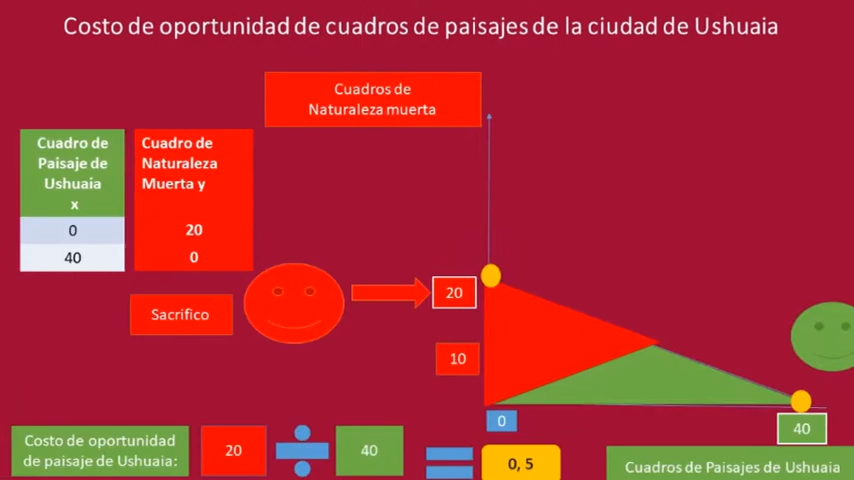 Costo de oportunidad de cuadros de paisajes de la ciudad de Ushuaia
Cuadros de
Naturaleza muerta
Cuadro de
Paisaje de
Ushuaia
x
Cuadro de
Naturaleza
Muerta y
0
20
40
0
Sacrifico
20
10
0
40
Costo de oportunidad
de paisaje de Ushuaia:
20
40
0, 5
Cuadros de Paisajes de Ushuaia